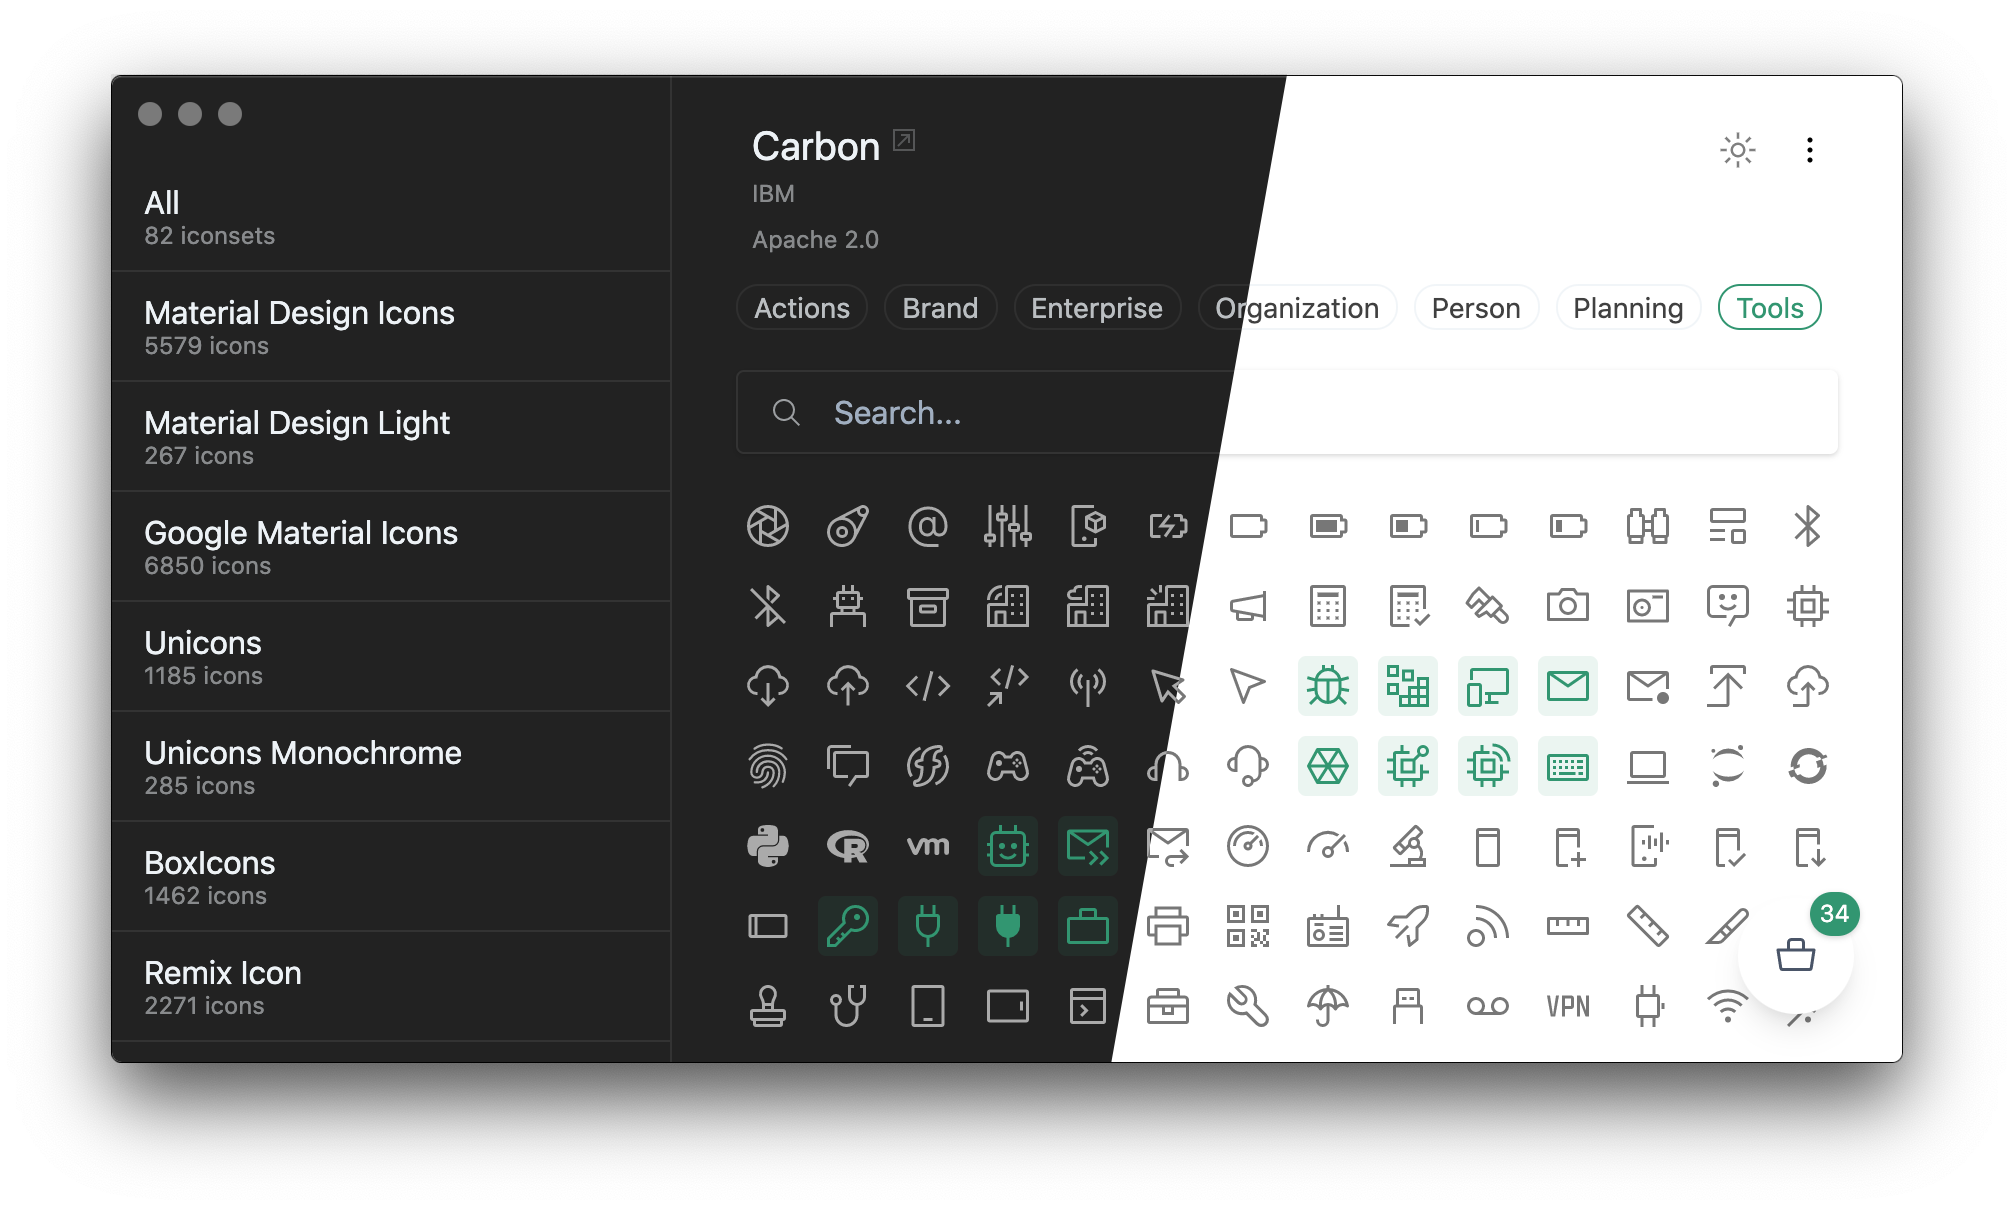 All
82 iconsets
Material Design Icons
5579 icons
Material Design Light
267 icons
Google Material Icons
6850 icons
Unicons
1185 icons
Unicons Monochrome
285 icons
BoxIcons
1462 icons
Remix Icon
2271 icons
Carbon
IBM
Apache 2.0
Actions Brand Enterprise Organization Person Planning Tools
Search...
vm
34
VPN